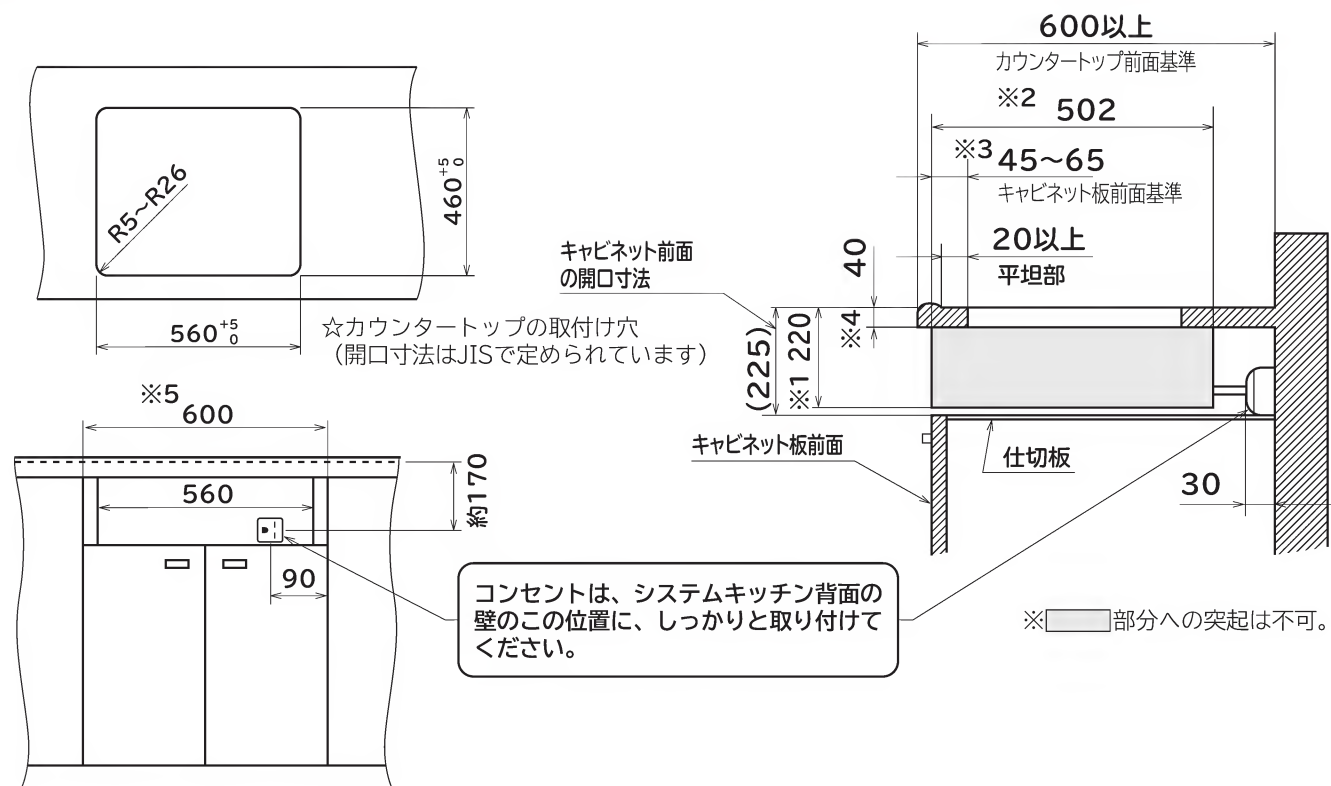 R5～R26
460 +5 0
560 +5 0
☆カウンタートップの取付け穴
（開口寸法はJISで定められています）
※5
600
560
約170
90
コンセントは、システムキッチン背面の
壁のこの位置に、しっかりと取り付けて
ください。
600以上
カウンタートップ前面基準
※2
502
※3
45～65
キャビネット板前面基準
20以上
平坦部
40
※4
キャビネット前面
の開口寸法
(225)
※1 220
キャビネット板前面
仕切板
30
※部分への突起は不可。